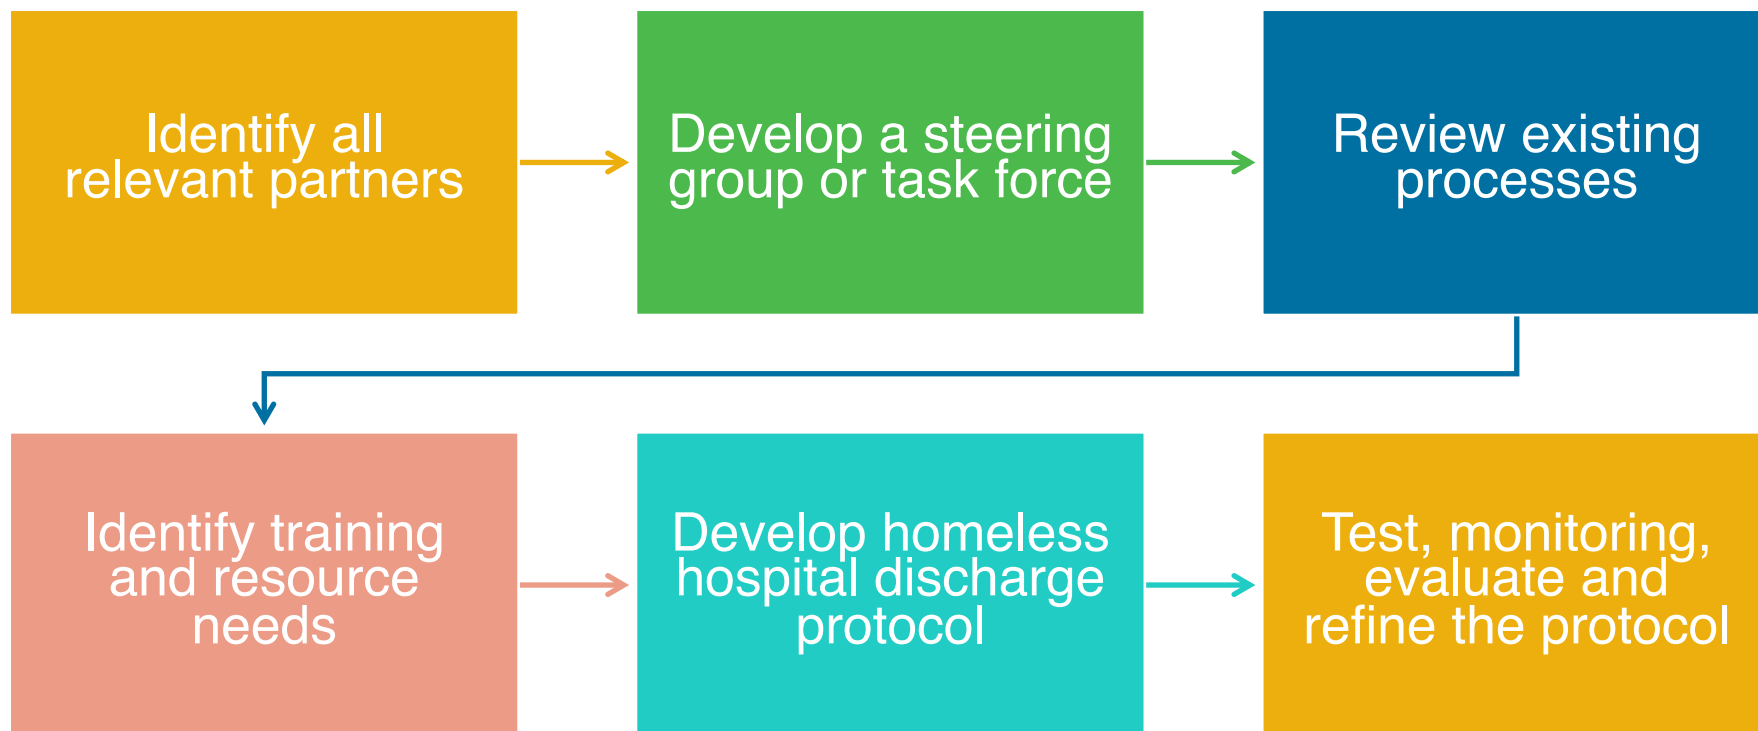 Identify all
relevant partners
Develop a steering
group or task force
Review existing
processes
Identify training
and resource
needs
Develop homeless
hospital discharge
protocol
Test, monitoring,
evaluate and
refine the protocol